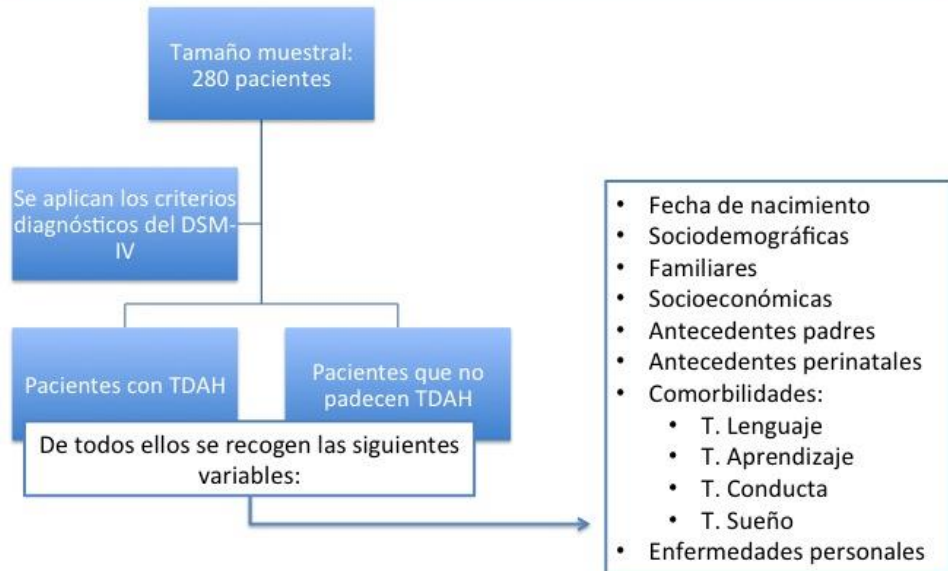 Tamaño muestral:
280 pacientes
Se aplican los criterios
diagnósticos del DSM-
IV
Pacientes con TDAH
Pacientes que no
padecen TDAH
De todos ellos se recogen las siguientes
variables:
• Fecha de nacimiento
• Sociodemográficas
• Familiares
• Socioeconómicas
• Antecedentes padres
• Antecedentes perinatales
• Comorbilidades:
• T. Lenguaje
• T. Aprendizaje
• T. Conducta
• T. Sueño
• Enfermedades personales